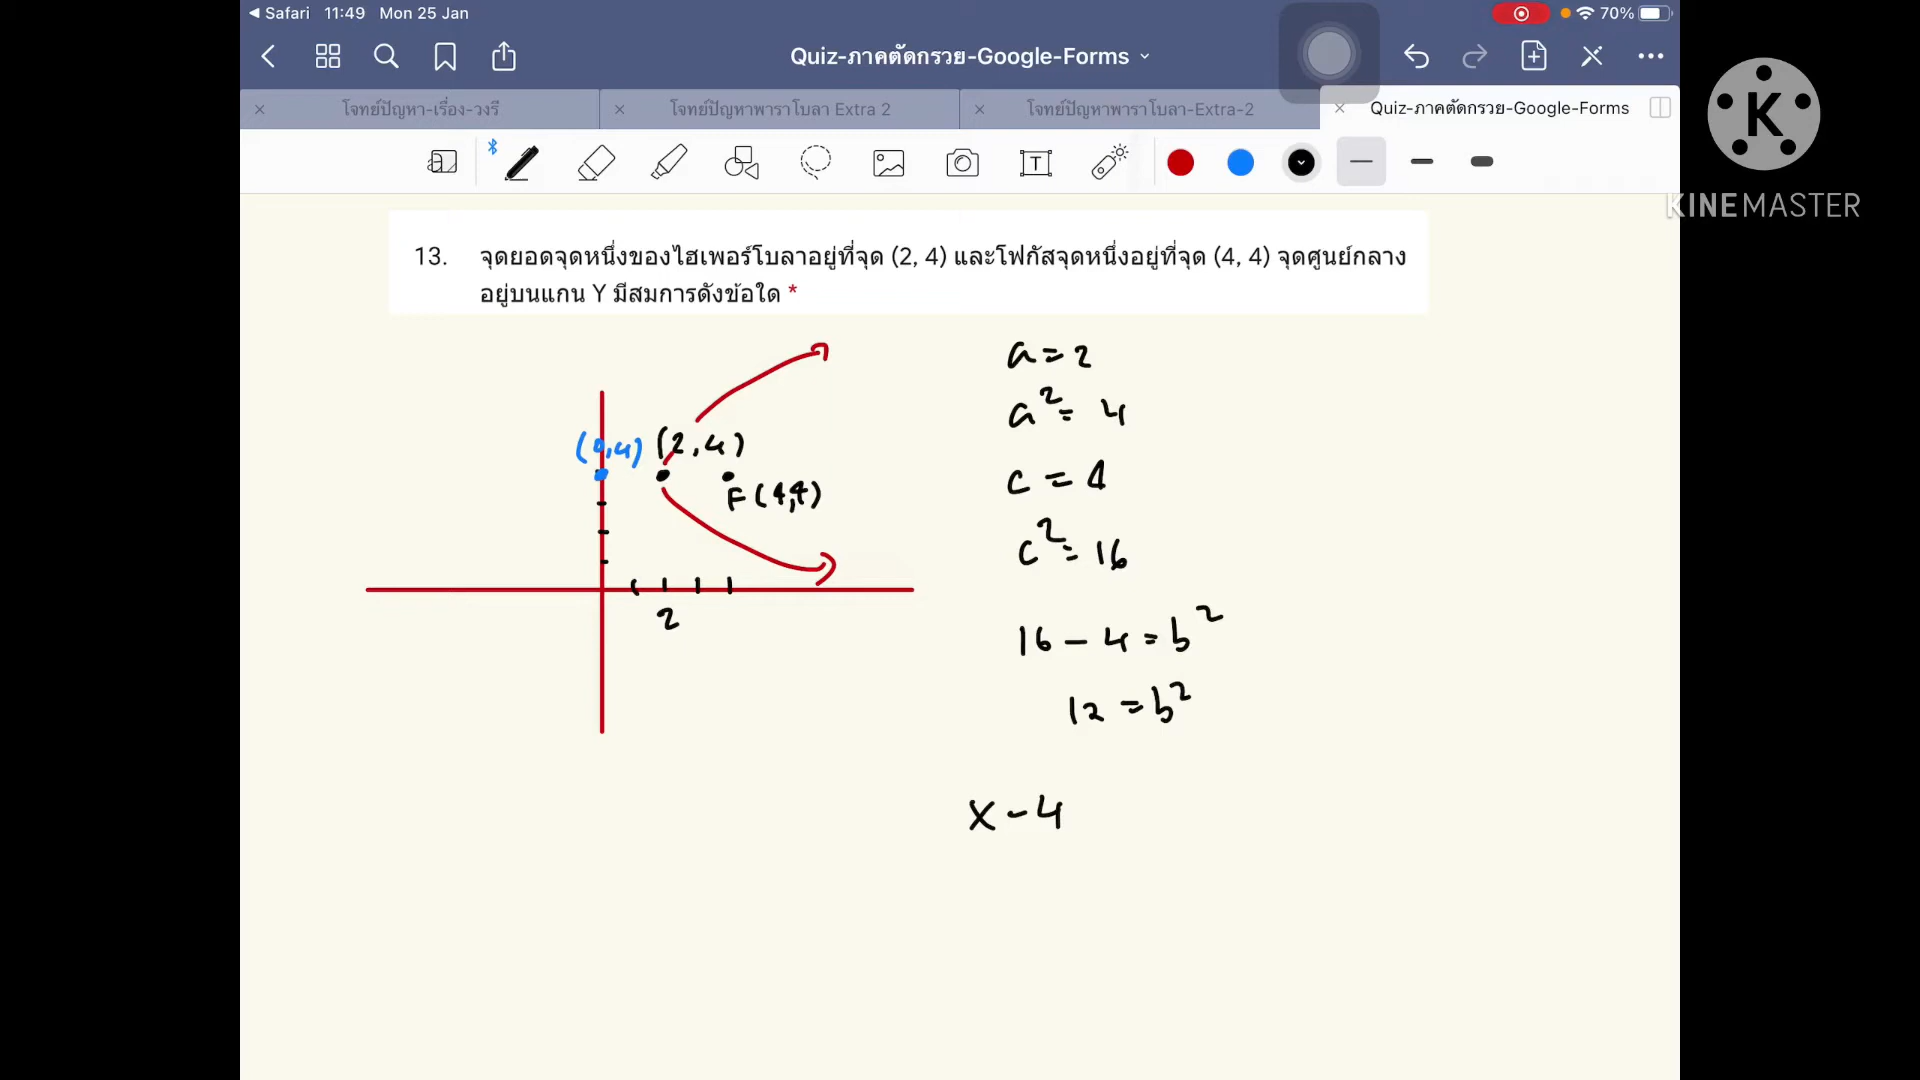 Safari 11:49 Mon 25 Jan 70%
Quiz-ภาคตัดกรวย-Google-Forms
โจทย์ปัญหา-เรื่อง-วงรี
โจทย์ปัญหาพาราโบลา Extra 2
โจทย์ปัญหาพาราโบลา-Extra-2
Quiz-ภาคตัดกรวย-Google-Forms
K
KINEMASTER
13. จุดยอดจุดหนึ่งของไฮเพอร์โบลาอยู่ที่จุด (2, 4) และโฟกัสจุดหนึ่งอยู่ที่จุด (4, 4) จุดศูนย์กลาง
อยู่บนแกน Y มีสมการดังข้อใด *
(0,4) (2,4)
F(4,4)
2
a=2
a²= 4
c = 4
c²= 16
16 - 4 = b²
12 = b²
x - 4